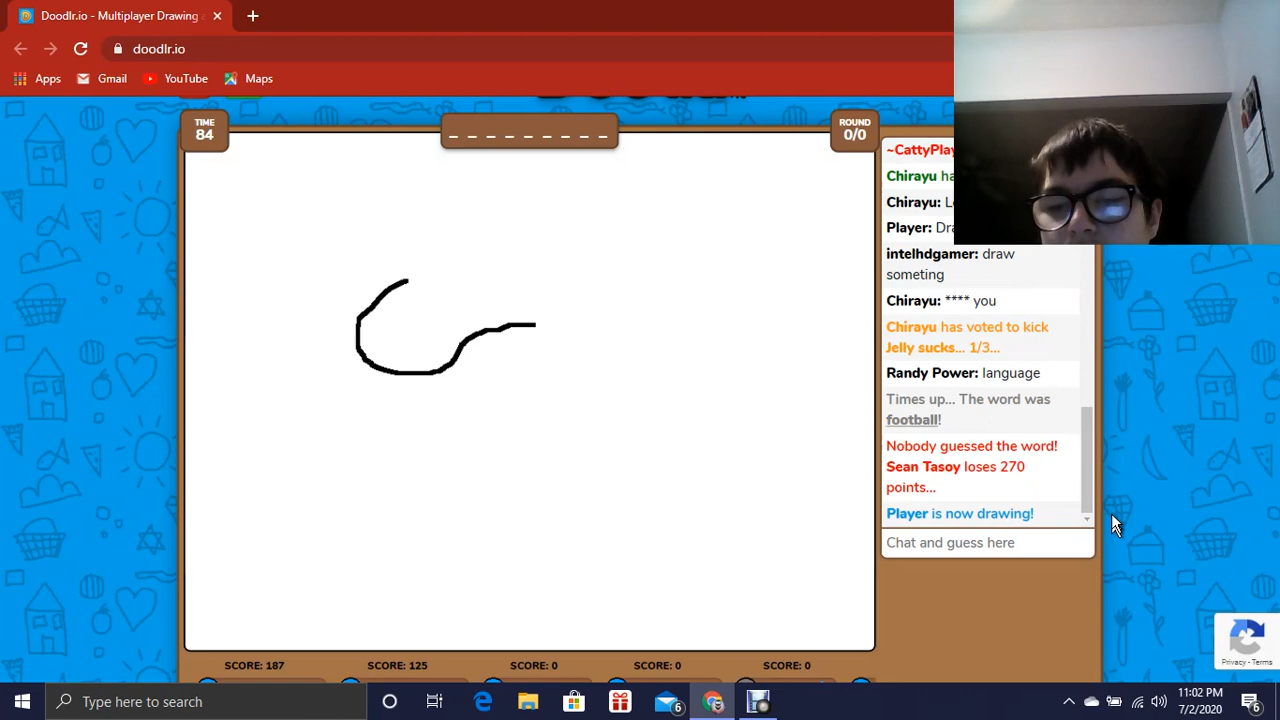 Doodlr.io - Multiplayer Drawing
doodlr.io
Apps
Gmail
YouTube
Maps
TIME
84
_ _ _ _ _ _ _ _ _
ROUND
0/0
Chirayu
Chirayu:
Player:
intelhdgamer: draw
someting
Chirayu: **** you
Chirayu has voted to kick
Jelly sucks... 1/3...
Randy Power: language
Times up... The word was
football!
Nobody guessed the word!
Sean Tasoy loses 270
points...
Player is now drawing!
Chat and guess here
SCORE: 187
SCORE: 125
SCORE: 0
SCORE: 0
SCORE: 0
Privacy - Terms
Type here to search
6
11:02 PM
7/2/2020
6